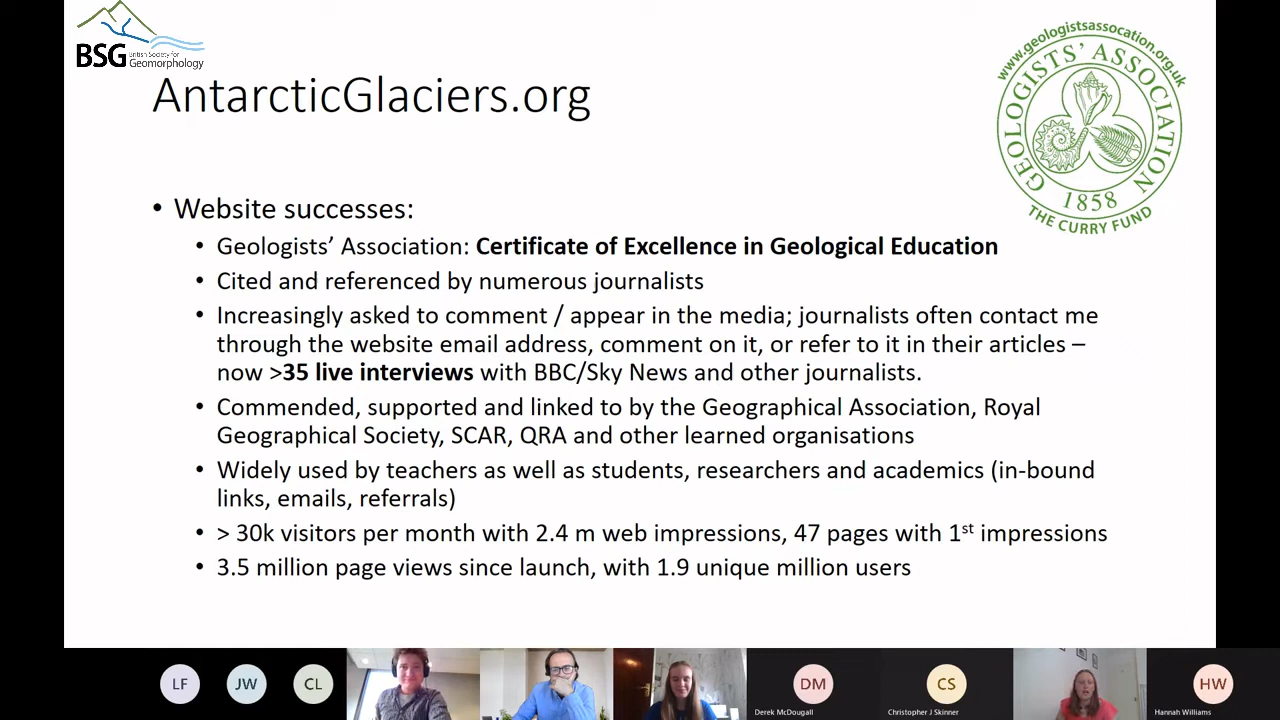 BSG British Society for
Geomorphology
AntarcticGlaciers.org
www.geologistsassocation.org.uk
GEOLOGISTS' ASSOCIATION
1858
THE CURRY FUND
• Website successes:
• Geologists' Association: Certificate of Excellence in Geological Education
• Cited and referenced by numerous journalists
• Increasingly asked to comment / appear in the media; journalists often contact me
through the website email address, comment on it, or refer to it in their articles –
now >35 live interviews with BBC/Sky News and other journalists.
• Commended, supported and linked to by the Geographical Association, Royal
Geographical Society, SCAR, QRA and other learned organisations
• Widely used by teachers as well as students, researchers and academics (in-bound
links, emails, referrals)
• > 30k visitors per month with 2.4 m web impressions, 47 pages with 1st impressions
• 3.5 million page views since launch, with 1.9 unique million users
LF JW CL DM CS HW
Derek McDougall Christopher J Skinner Hannah Williams